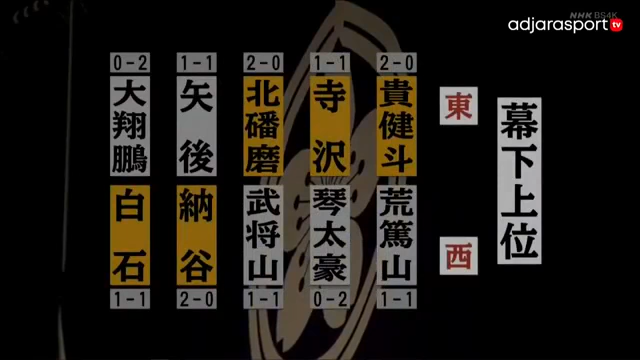 NHK BS4K
adjarasport tv
幕下上位
東
西
2-0
貴健斗
荒篤山
1-1
1-1
寺沢
琴太豪
0-2
2-0
北磻磨
武将山
1-1
1-1
矢後
納谷
2-0
0-2
大翔鵬
白石
1-1